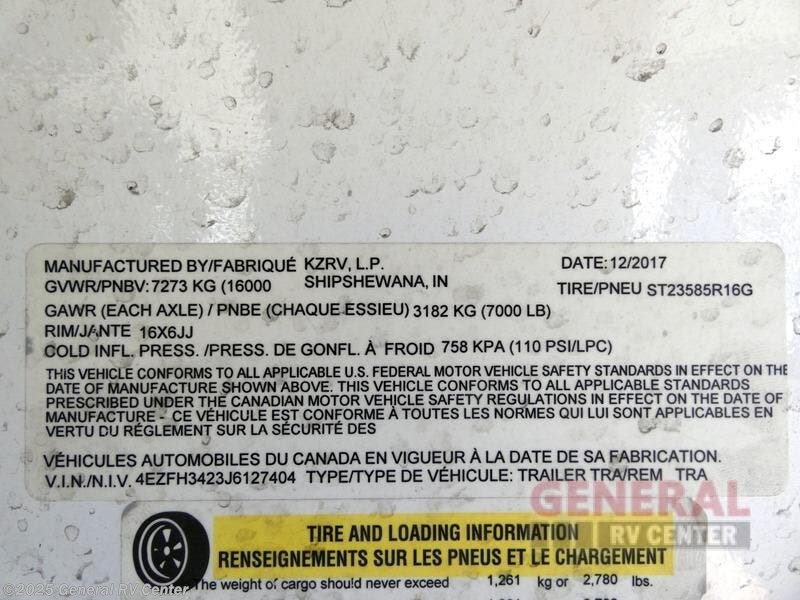 MANUFACTURED BY/FABRIQUÉ KZRV, L.P. DATE: 12/2017
GVWR/PNBV: 7273 KG (16000 SHIPSHEWANA, IN TIRE/PNEU ST23585R16G
GAWR (EACH AXLE) / PNBE (CHAQUE ESSIEU) 3182 KG (7000 LB)
RIM/JANTE 16X6JJ
COLD INFL. PRESS. /PRESS. DE GONFL. À FROID 758 KPA (110 PSI/LPC)
THIS VEHICLE CONFORMS TO ALL APPLICABLE U.S. FEDERAL MOTOR VEHICLE SAFETY STANDARDS IN EFFECT ON THE
DATE OF MANUFACTURE SHOWN ABOVE. THIS VEHICLE CONFORMS TO ALL APPLICABLE STANDARDS
PRESCRIBED UNDER THE CANADIAN MOTOR VEHICLE SAFETY REGULATIONS IN EFFECT ON THE DATE OF
MANUFACTURE - CE VÉHICULE EST CONFORME À TOUTES LES NORMES QUI LUI SONT APPLICABLES EN
VERTU DU RÉGLEMENT SUR LA SÉCURITÉ DES
VÉHICULES AUTOMOBILES DU CANADA EN VIGUEUR À LA DATE DE SA FABRICATION.
V.I.N./N.I.V. 4EZFH3423J6127404 TYPE/TYPE DE VÉHICULE: TRAILER TRA/REM TRA
GENERAL
RV CENTER
TIRE AND LOADING INFORMATION
RENSEIGNEMENTS SUR LES PNEUS ET LE CHARGEMENT
The weight of cargo should never exceed 1,261 kg or 2,780 lbs.
©2025 General RV Center